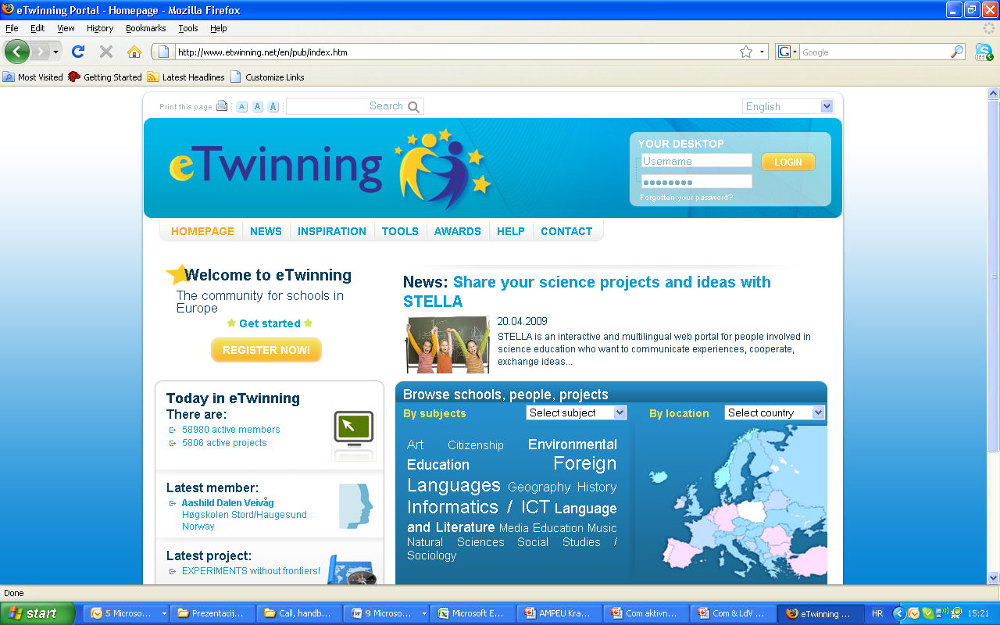 eTwinning Portal - Homepage - Mozilla Firefox
File Edit View History Bookmarks Tools Help
http://www.etwinning.net/en/pub/index.htm
Google
Most Visited Getting Started Latest Headlines Customize Links
Print this page A A A Search English
eTwinning
YOUR DESKTOP
Username LOGIN
Forgotten your password?
HOMEPAGE NEWS INSPIRATION TOOLS AWARDS HELP CONTACT
Welcome to eTwinning
The community for schools in
Europe
Get started
REGISTER NOW!
News: Share your science projects and ideas with
STELLA
20.04.2009
STELLA is an interactive and multilingual web portal for people involved in
science education who want to communicate experiences, cooperate,
exchange ideas...
Today in eTwinning
There are:
58980 active members
5806 active projects
Latest member:
Aashild Dalen Veivåg
Høgskolen Stord/Haugesund
Norway
Latest project:
EXPERIMENTS without frontiers!
Browse schools, people, projects
By subjects Select subject By location Select country
Art Citizenship Environmental
Education Foreign
Languages Geography History
Informatics / ICT Language
and Literature Media Education Music
Natural Sciences Social Studies /
Sociology
Done
start 5 Microso... Prezentacij... Call, handb... 9 Microso... Microsoft E... AMPEU Kra... Com aktivn... Com & LdV ... eTwinning ... HR 15:21